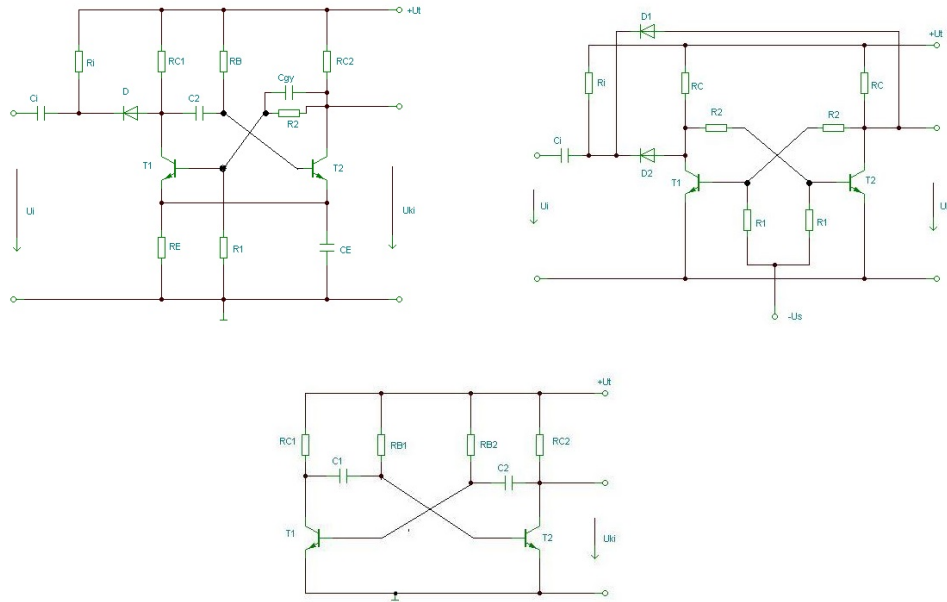 +Ut
Ri
RC1
RB
RC2
Cgy
Ci
D
C2
R2
T1
T2
Ui
Uki
RE
R1
CE
D1
+Ut
Ri
RC
RC
R2
R2
Ci
D2
T1
T2
Ui
U
R1
R1
-Us
+Ut
RC1
RB1
RB2
RC2
C1
C2
T1
T2
Uki